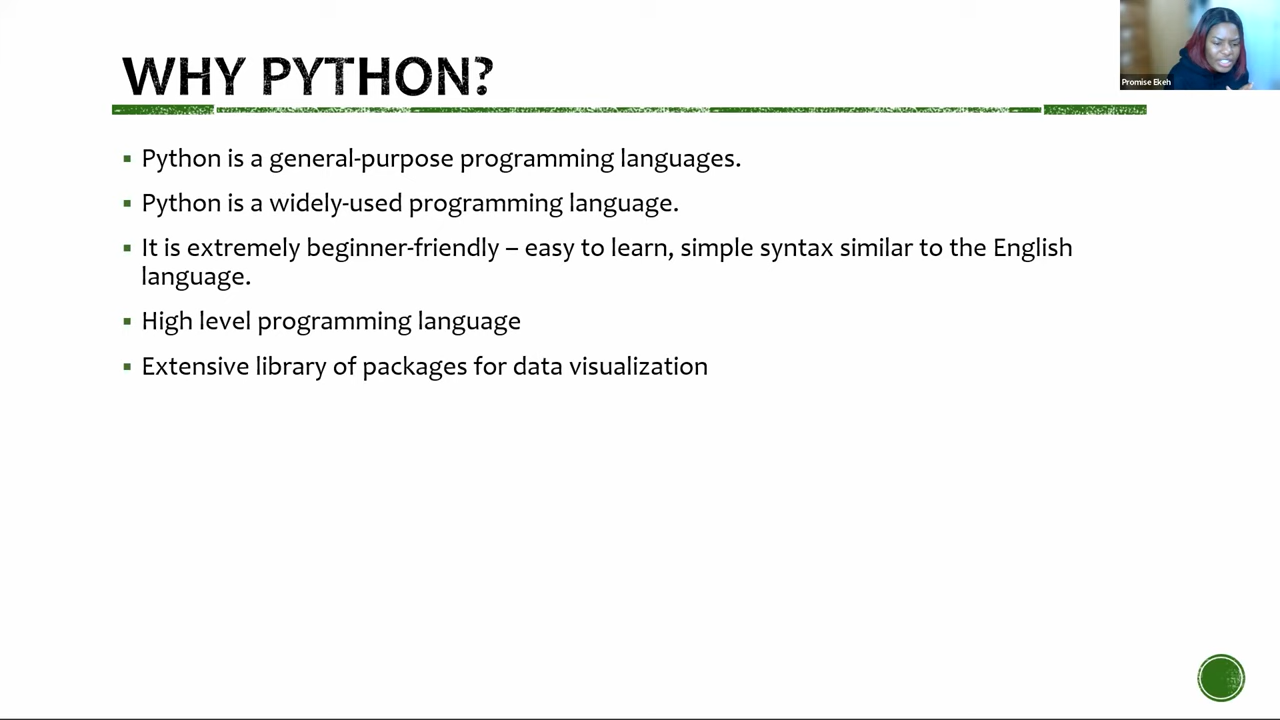 WHY PYTHON?
Promise Ekeh
▪ Python is a general-purpose programming languages.
▪ Python is a widely-used programming language.
▪ It is extremely beginner-friendly – easy to learn, simple syntax similar to the English
language.
▪ High level programming language
▪ Extensive library of packages for data visualization